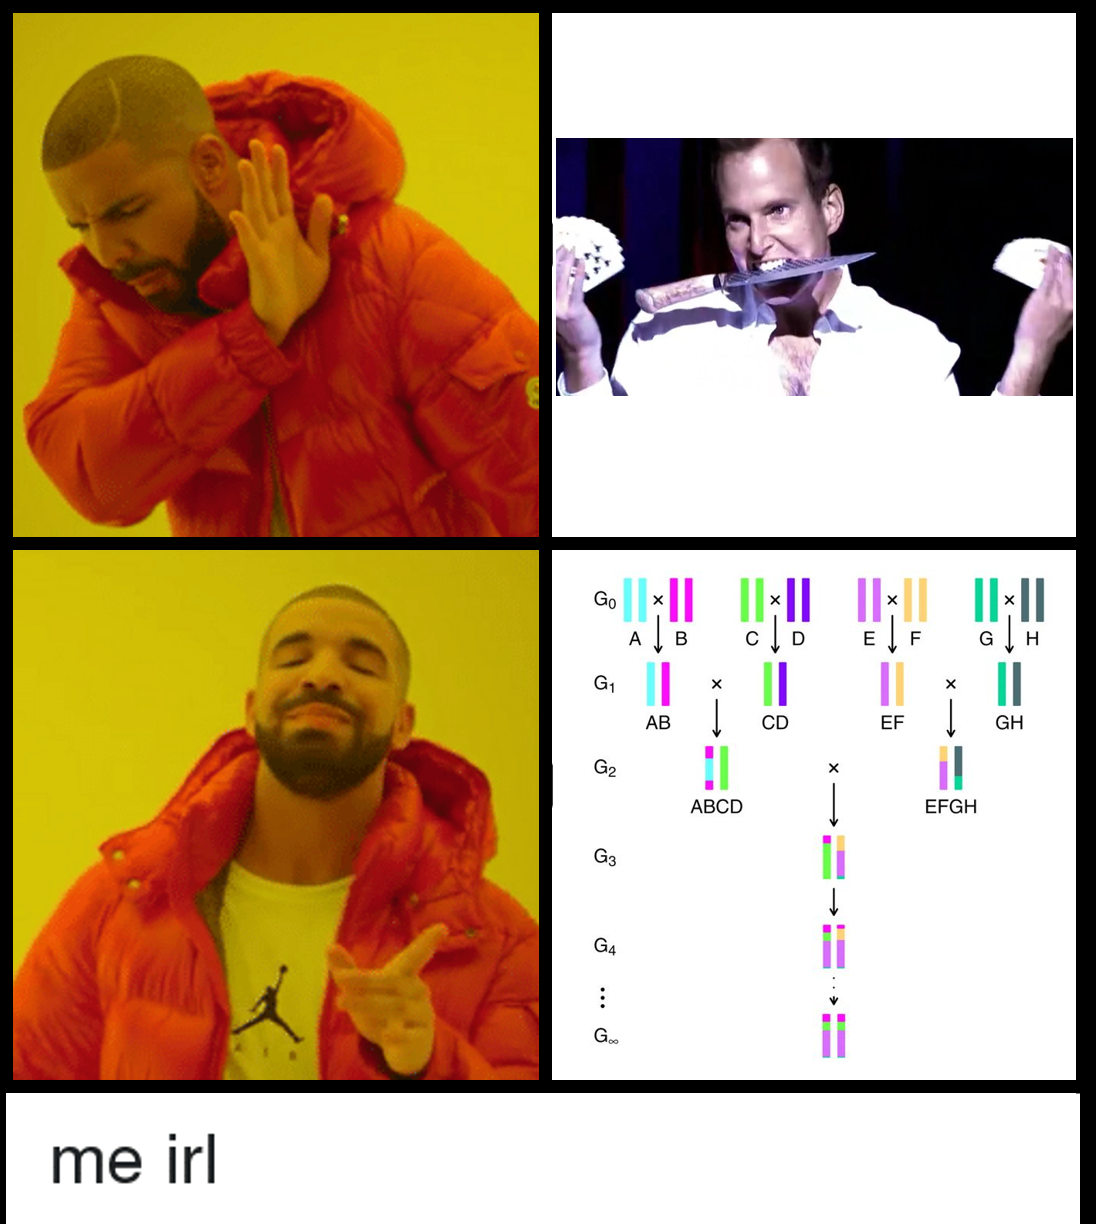 G₀ × × × ×
A B C D E F G H
G₁ × ×
AB CD EF GH
G₂ ×
ABCD EFGH
G₃
G₄
⋮
G∞
me irl